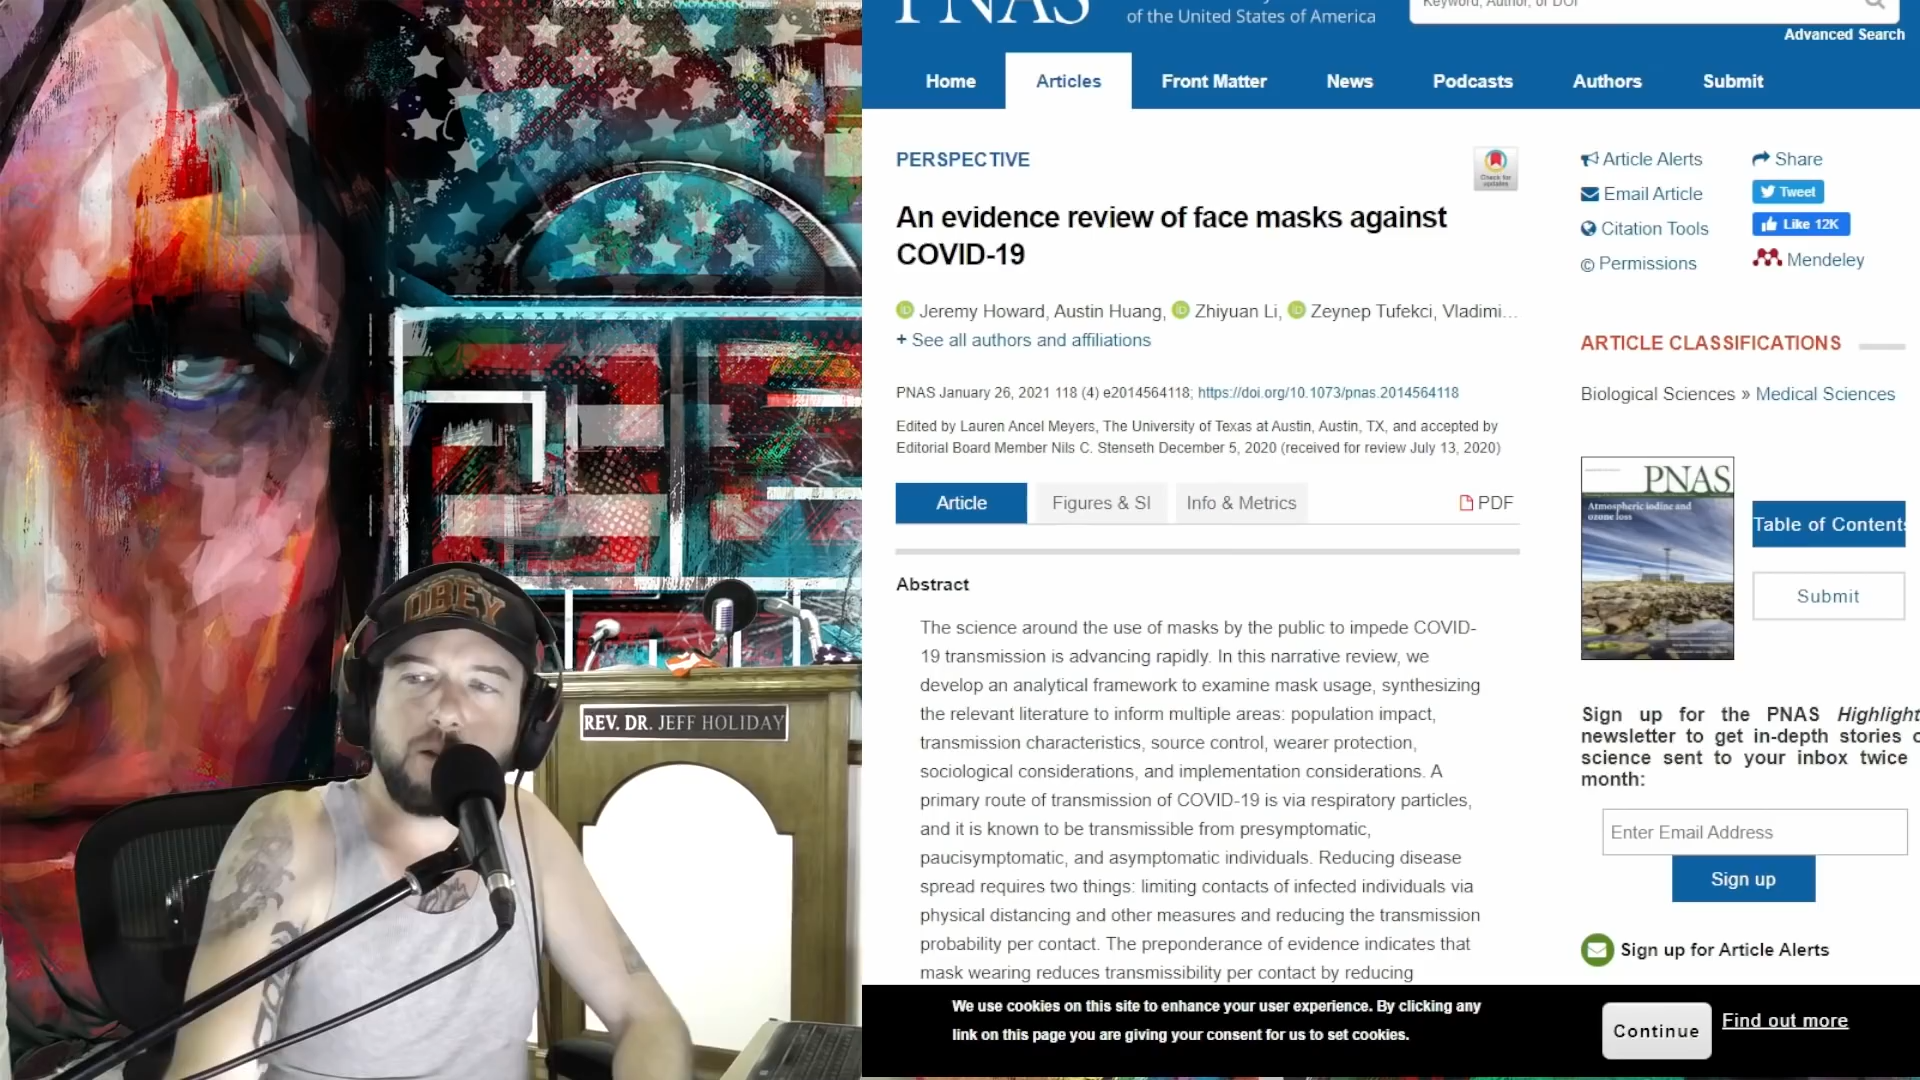 OBEY
REV. DR. JEFF HOLIDAY
PNAS
of the United States of America
Keyword, Author, or DOI
Advanced Search
Home
Articles
Front Matter
News
Podcasts
Authors
Submit
PERSPECTIVE
Check for
updates
An evidence review of face masks against
COVID-19
Jeremy Howard, Austin Huang, Zhiyuan Li, Zeynep Tufekci, Vladimi...
+ See all authors and affiliations
PNAS January 26, 2021 118 (4) e2014564118; https://doi.org/10.1073/pnas.2014564118
Edited by Lauren Ancel Meyers, The University of Texas at Austin, Austin, TX, and accepted by
Editorial Board Member Nils C. Stenseth December 5, 2020 (received for review July 13, 2020)
Article
Figures & SI
Info & Metrics
PDF
Abstract
The science around the use of masks by the public to impede COVID-
19 transmission is advancing rapidly. In this narrative review, we
develop an analytical framework to examine mask usage, synthesizing
the relevant literature to inform multiple areas: population impact,
transmission characteristics, source control, wearer protection,
sociological considerations, and implementation considerations. A
primary route of transmission of COVID-19 is via respiratory particles,
and it is known to be transmissible from presymptomatic,
paucisymptomatic, and asymptomatic individuals. Reducing disease
spread requires two things: limiting contacts of infected individuals via
physical distancing and other measures and reducing the transmission
probability per contact. The preponderance of evidence indicates that
mask wearing reduces transmissibility per contact by reducing
Article Alerts
Share
Email Article
Tweet
Citation Tools
Like 12K
© Permissions
Mendeley
ARTICLE CLASSIFICATIONS
Biological Sciences » Medical Sciences
PNAS
Atmospheric iodine and
ozone loss
Table of Contents
Submit
Sign up for the PNAS Highlight
newsletter to get in-depth stories o
science sent to your inbox twice
month:
Enter Email Address
Sign up
Sign up for Article Alerts
We use cookies on this site to enhance your user experience. By clicking any
link on this page you are giving your consent for us to set cookies.
Continue
Find out more